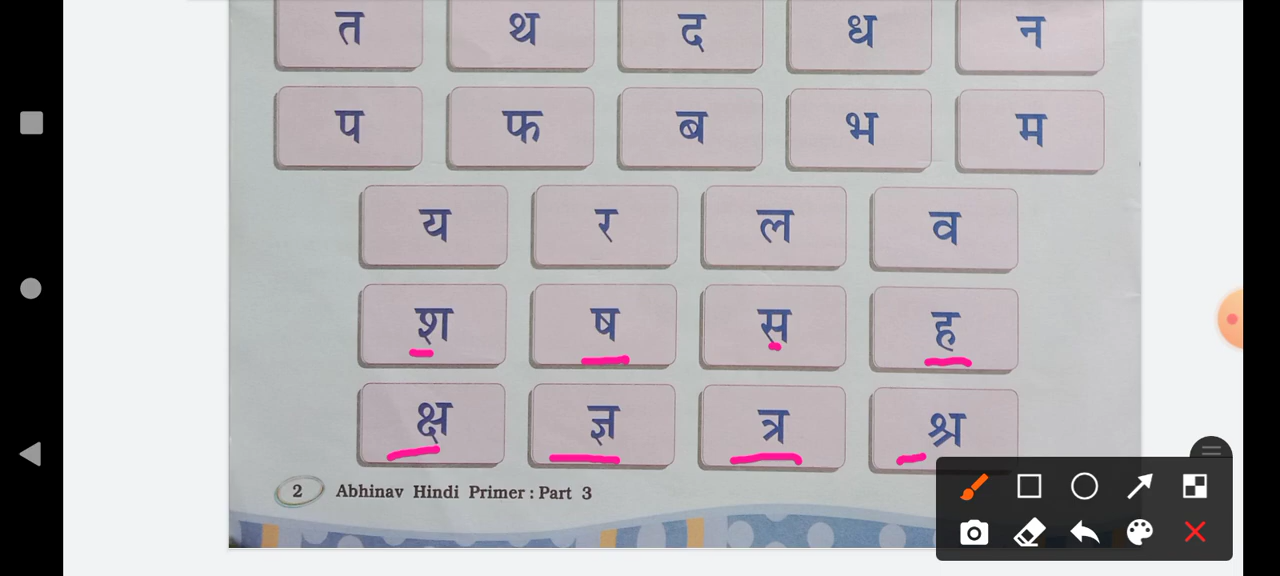 त थ द ध न
प फ ब भ म
य र ल व
श ष स ह
क्ष ज्ञ त्र श्र
2 Abhinav Hindi Primer : Part 3